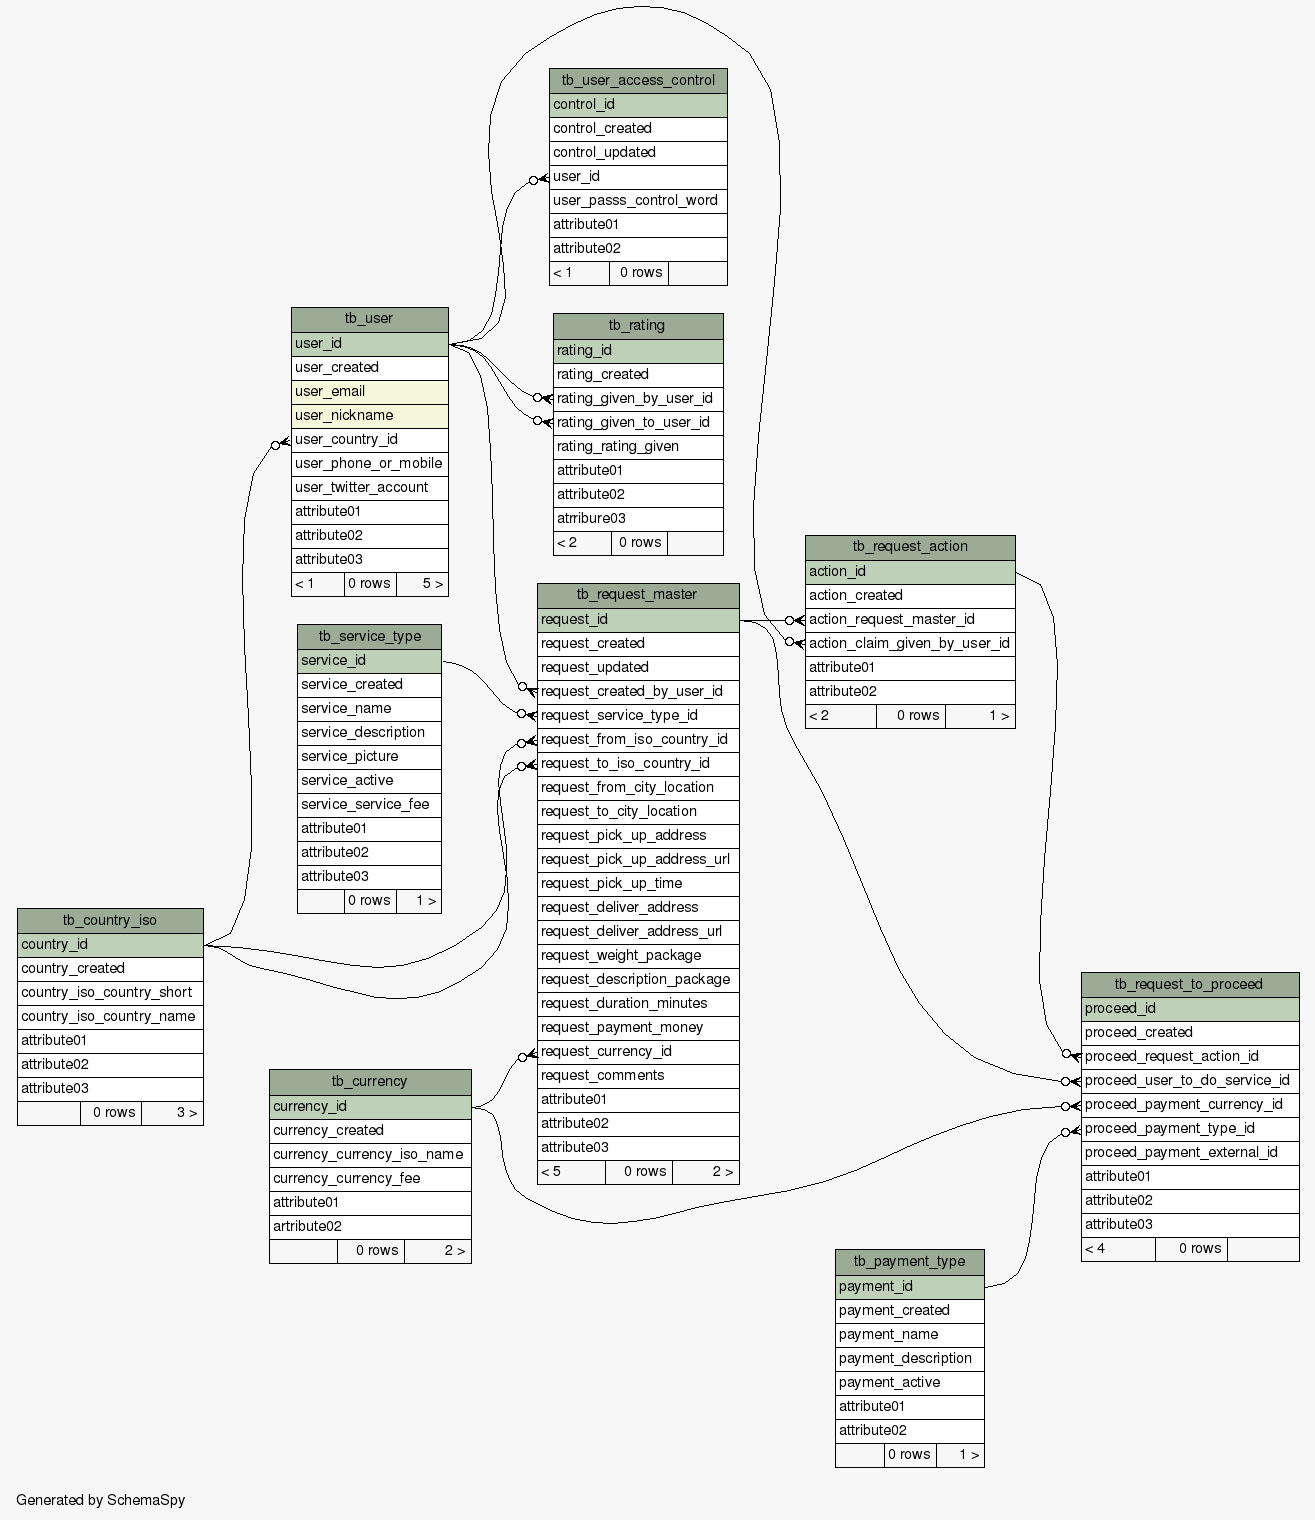 tb_user_access_control
control_id
control_created
control_updated
user_id
user_passs_control_word
attribute01
attribute02
< 1 0 rows
tb_user
user_id
user_created
user_email
user_nickname
user_country_id
user_phone_or_mobile
user_twitter_account
attribute01
attribute02
attribute03
< 1 0 rows 5 >
tb_rating
rating_id
rating_created
rating_given_by_user_id
rating_given_to_user_id
rating_rating_given
attribute01
attribute02
atrribure03
< 2 0 rows
tb_request_action
action_id
action_created
action_request_master_id
action_claim_given_by_user_id
attribute01
attribute02
< 2 0 rows 1 >
tb_request_master
request_id
request_created
request_updated
request_created_by_user_id
request_service_type_id
request_from_iso_country_id
request_to_iso_country_id
request_from_city_location
request_to_city_location
request_pick_up_address
request_pick_up_address_url
request_pick_up_time
request_deliver_address
request_deliver_address_url
request_weight_package
request_description_package
request_duration_minutes
request_payment_money
request_currency_id
request_comments
attribute01
attribute02
attribute03
< 5 0 rows 2 >
tb_service_type
service_id
service_created
service_name
service_description
service_picture
service_active
service_service_fee
attribute01
attribute02
attribute03
0 rows 1 >
tb_country_iso
country_id
country_created
country_iso_country_short
country_iso_country_name
attribute01
attribute02
attribute03
0 rows 3 >
tb_currency
currency_id
currency_created
currency_currency_iso_name
currency_currency_fee
attribute01
artribute02
0 rows 2 >
tb_request_to_proceed
proceed_id
proceed_created
proceed_request_action_id
proceed_user_to_do_service_id
proceed_payment_currency_id
proceed_payment_type_id
proceed_payment_external_id
attribute01
attribute02
attribute03
< 4 0 rows
tb_payment_type
payment_id
payment_created
payment_name
payment_description
payment_active
attribute01
attribute02
0 rows 1 >
Generated by SchemaSpy